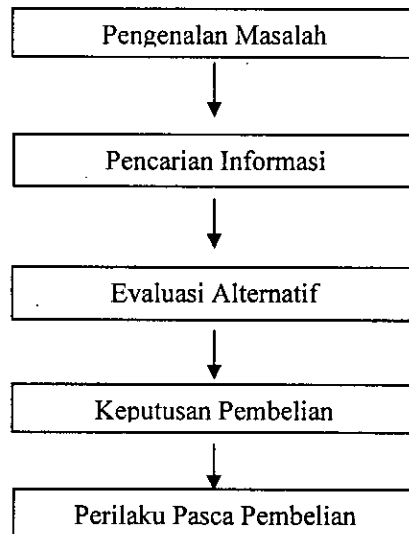 Pengenalan Masalah
Pencarian Informasi
Evaluasi Alternatif
Keputusan Pembelian
Perilaku Pasca Pembelian